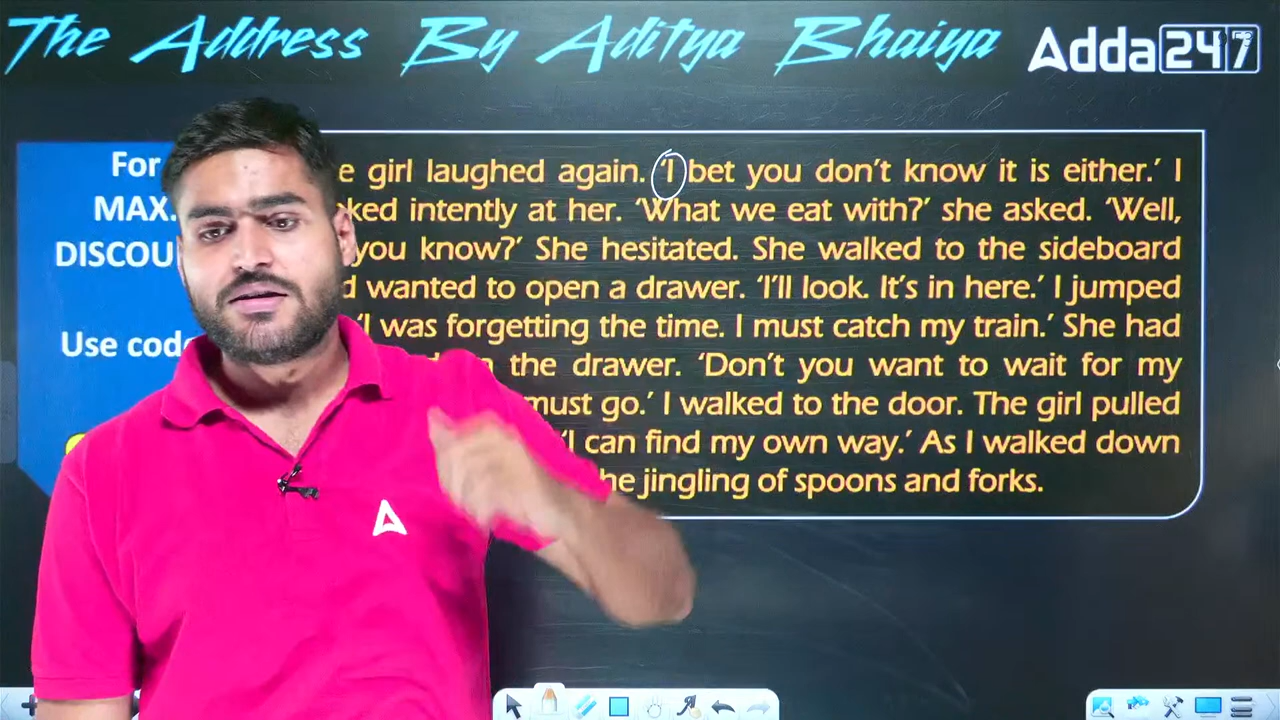 The Address By Aditya Bhaiya
Adda247
For
MAX.
DISCOU
Use code
e girl laughed again. 'I bet you don't know it is either.' I
ked intently at her. 'What we eat with?' she asked. 'Well,
you know?' She hesitated. She walked to the sideboard
d wanted to open a drawer. 'I'll look. It's in here.' I jumped
'I was forgetting the time. I must catch my train.' She had
the drawer. 'Don't you want to wait for my
must go.' I walked to the door. The girl pulled
'I can find my own way.' As I walked down
he jingling of spoons and forks.